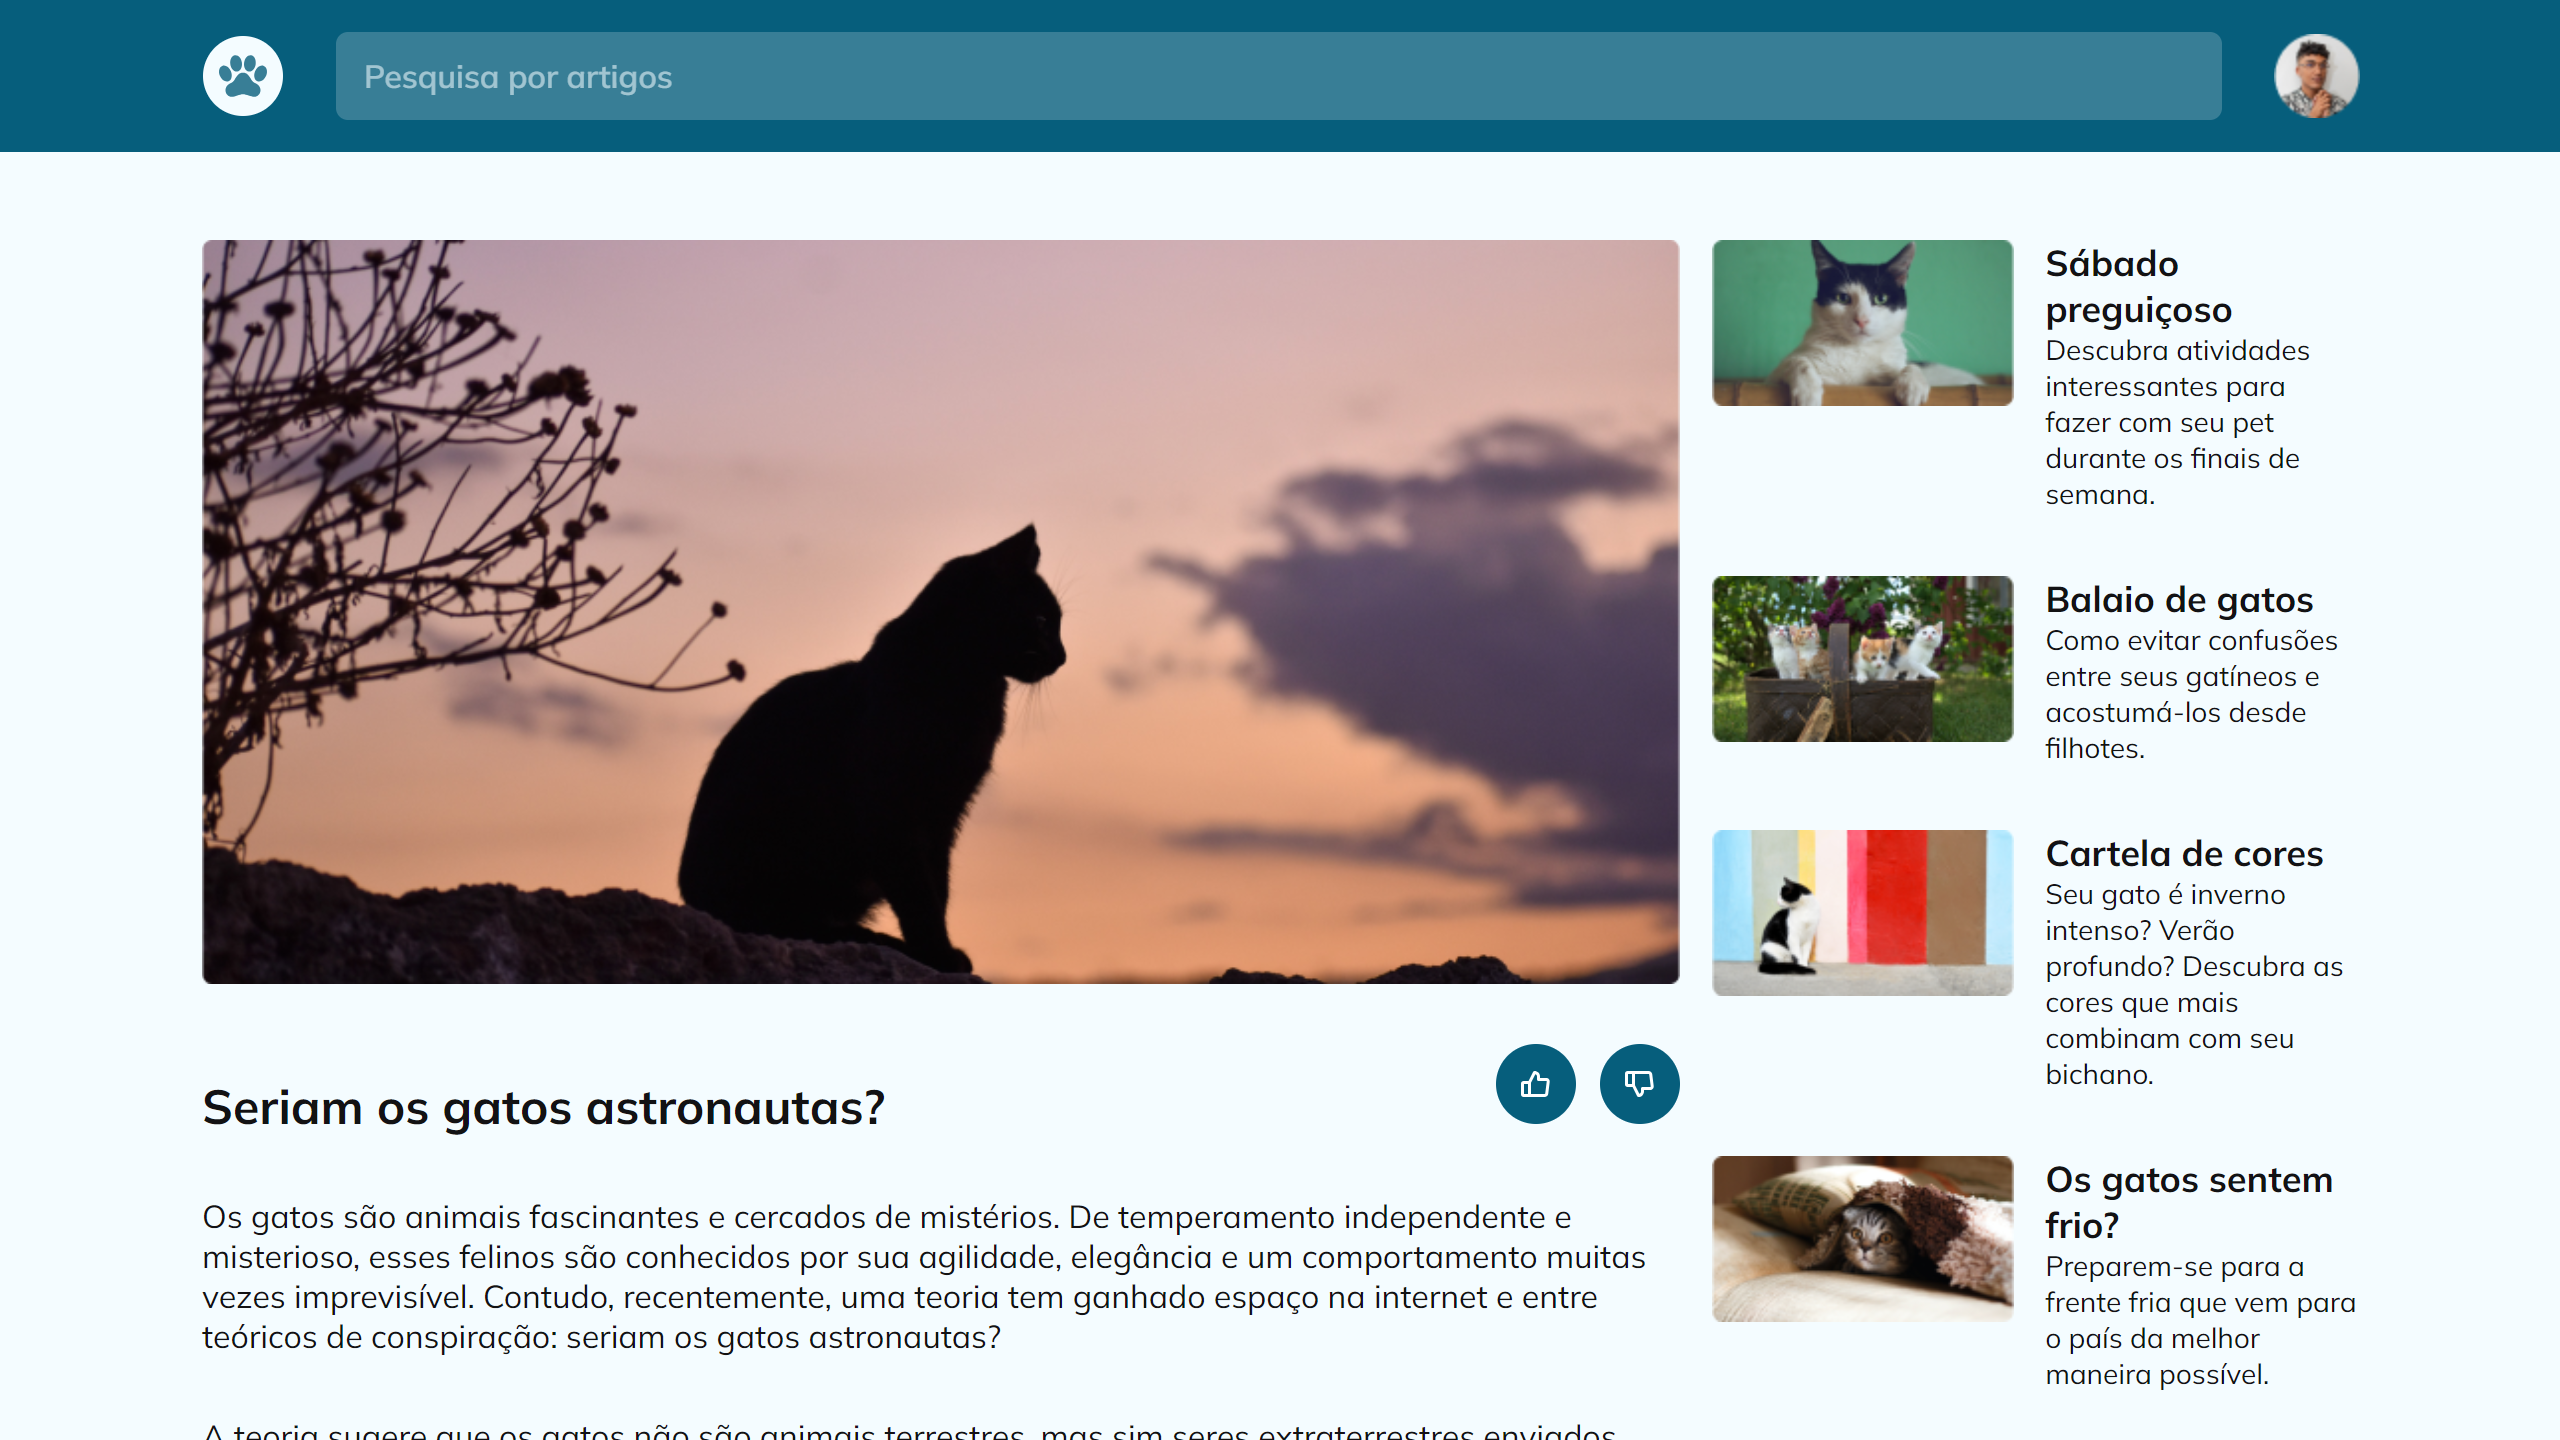 Pesquisa por artigos
Seriam os gatos astronautas?
Os gatos são animais fascinantes e cercados de mistérios. De temperamento independente e
misterioso, esses felinos são conhecidos por sua agilidade, elegância e um comportamento muitas
vezes imprevisível. Contudo, recentemente, uma teoria tem ganhado espaço na internet e entre
teóricos de conspiração: seriam os gatos astronautas?
A teoria sugere que os gatos não são animais terrestres, mas sim seres extraterrestres enviados
Sábado
preguiçoso
Descubra atividades
interessantes para
fazer com seu pet
durante os finais de
semana.
Balaio de gatos
Como evitar confusões
entre seus gatíneos e
acostumá-los desde
filhotes.
Cartela de cores
Seu gato é inverno
intenso? Verão
profundo? Descubra as
cores que mais
combinam com seu
bichano.
Os gatos sentem
frio?
Preparem-se para a
frente fria que vem para
o país da melhor
maneira possível.